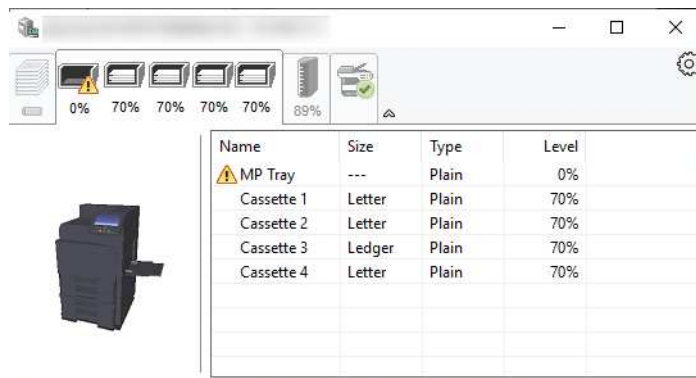 0% 70% 70% 70% 70% 89%
Name Size Type Level
MP Tray --- Plain 0%
Cassette 1 Letter Plain 70%
Cassette 2 Letter Plain 70%
Cassette 3 Ledger Plain 70%
Cassette 4 Letter Plain 70%